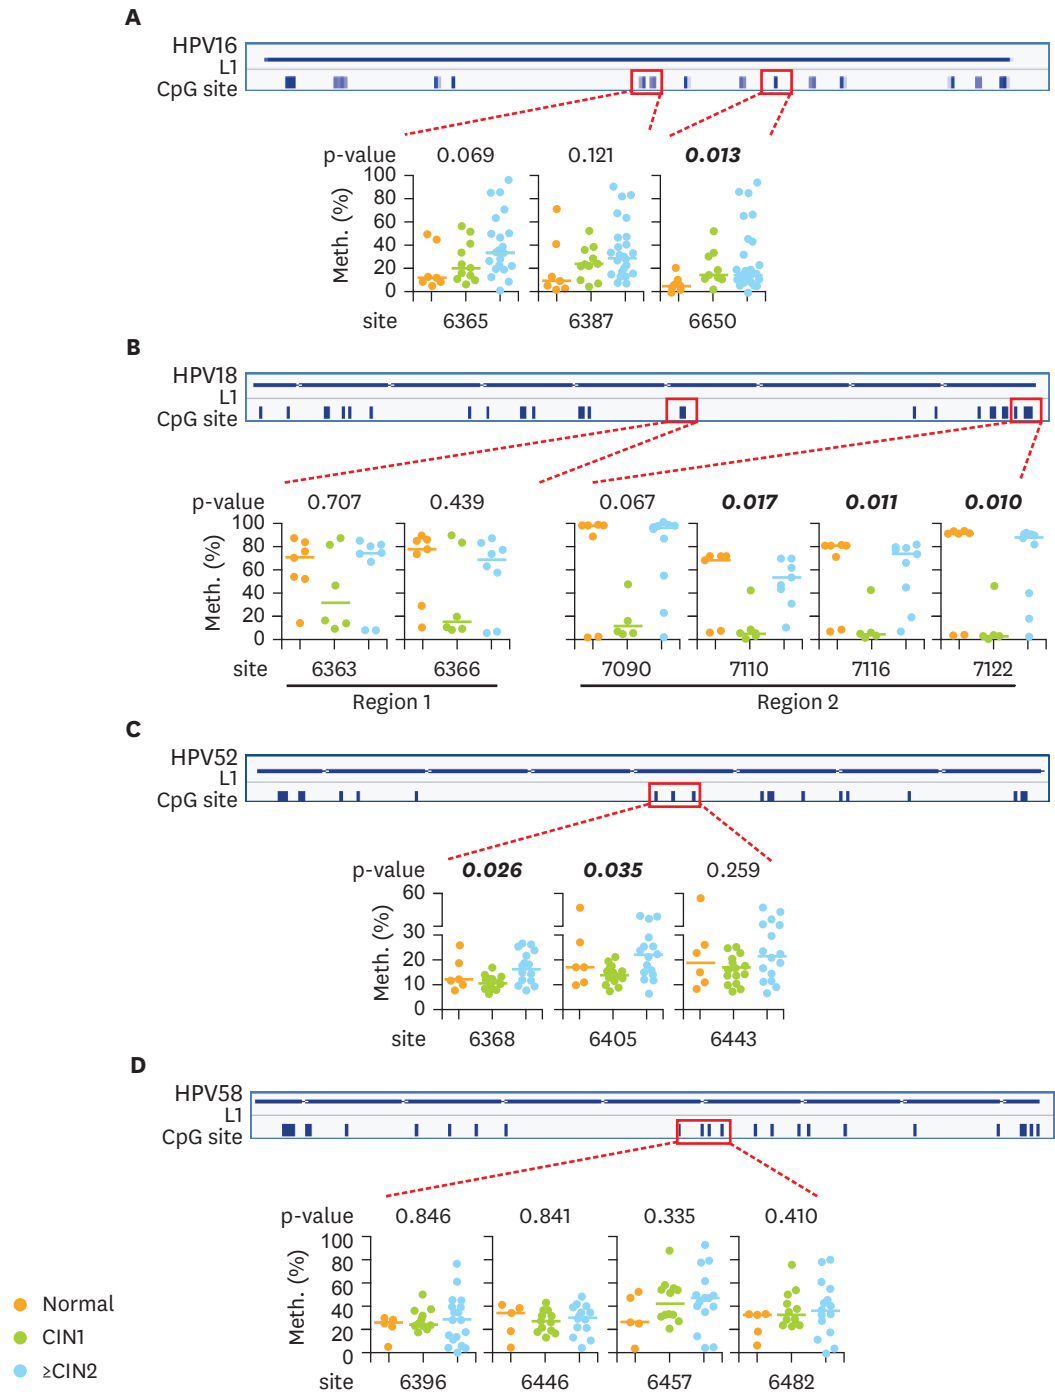 A
HPV16
L1
CpG site
p-value 0.069 0.121 0.013
100
80
60
40
20
0
Meth. (%)
site 6365 6387 6650
B
HPV18
L1
CpG site
p-value 0.707 0.439 0.067 0.017 0.011 0.010
100
80
60
40
20
0
Meth. (%)
site 6363 6366 7090 7110 7116 7122
Region 1 Region 2
C
HPV52
L1
CpG site
p-value 0.026 0.035 0.259
60
30
20
10
0
Meth. (%)
site 6368 6405 6443
D
HPV58
L1
CpG site
p-value 0.846 0.841 0.335 0.410
100
80
60
40
20
0
Meth. (%)
site 6396 6446 6457 6482
Normal
CIN1
≥CIN2